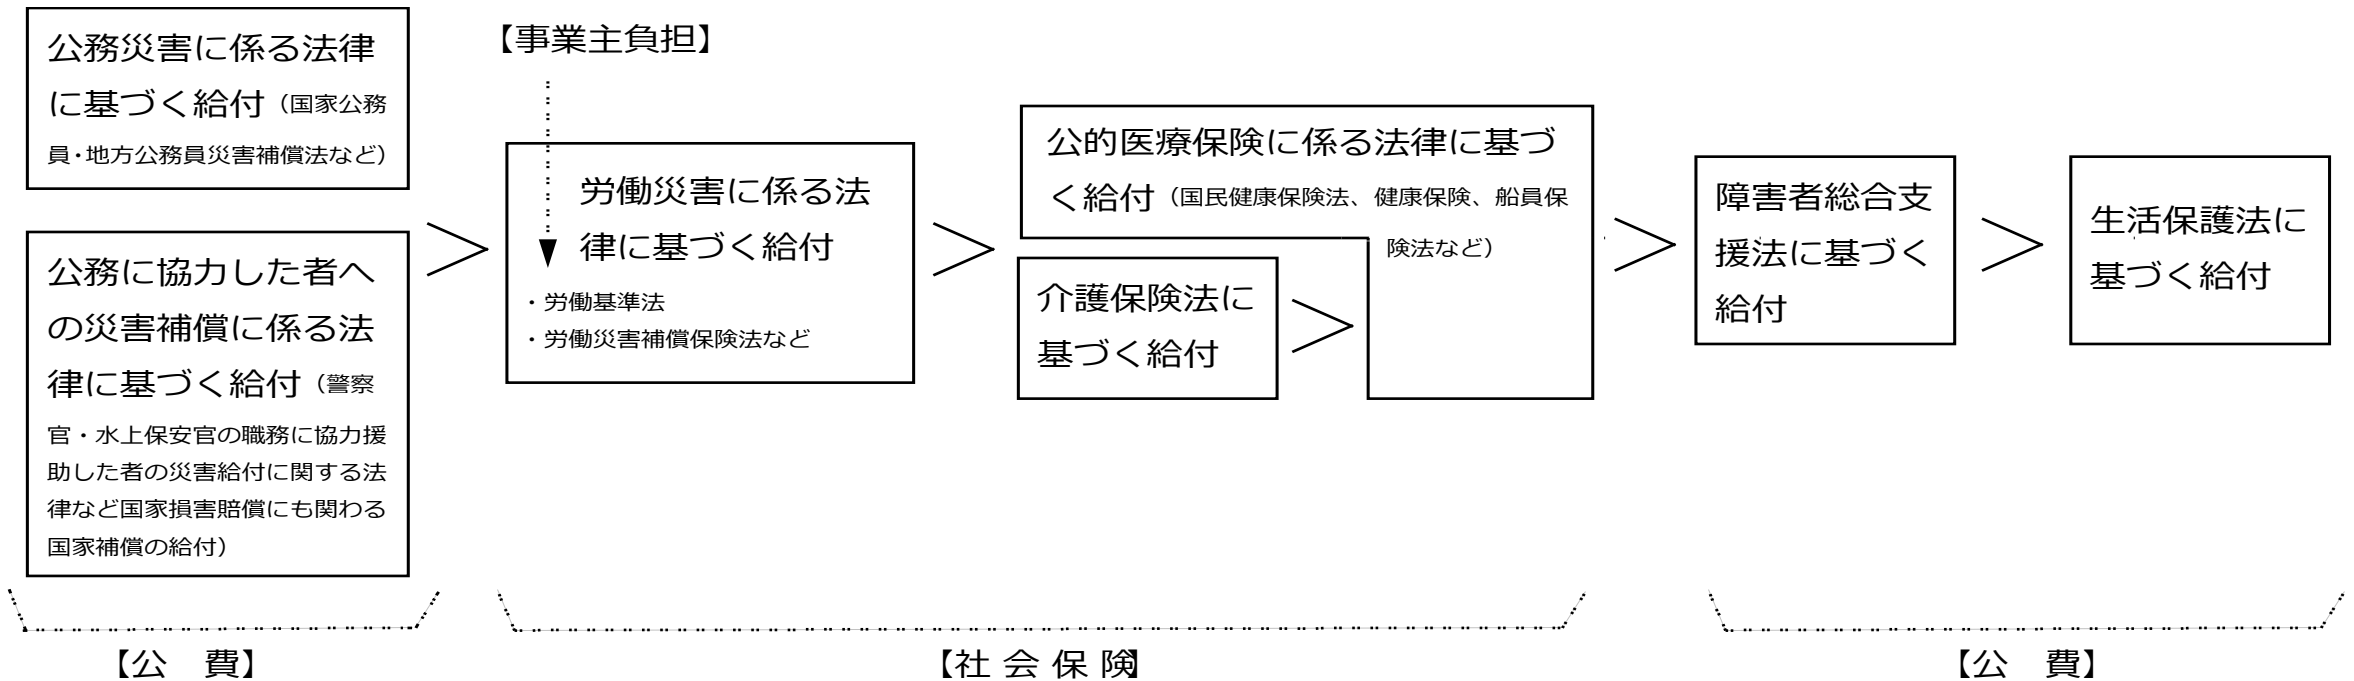 公務災害に係る法律
に基づく給付（国家公務
員・地方公務員災害補償法など）
公務に協力した者へ
の災害補償に係る法
律に基づく給付（警察
官・水上保安官の職務に協力援
助した者の災害給付に関する法
律など国家損害賠償にも関わる
国家補償の給付）
＞
【事業主負担】
労働災害に係る法
律に基づく給付
・労働基準法
・労働災害補償保険法など
＞
公的医療保険に係る法律に基づ
く給付（国民健康保険法、健康保険、船員保
険法など）
介護保険法に
基づく給付
＞
＞
障害者総合支
援法に基づく
給付
＞
生活保護法に
基づく給付
【公　費】
【社 会 保 険】
【公　費】